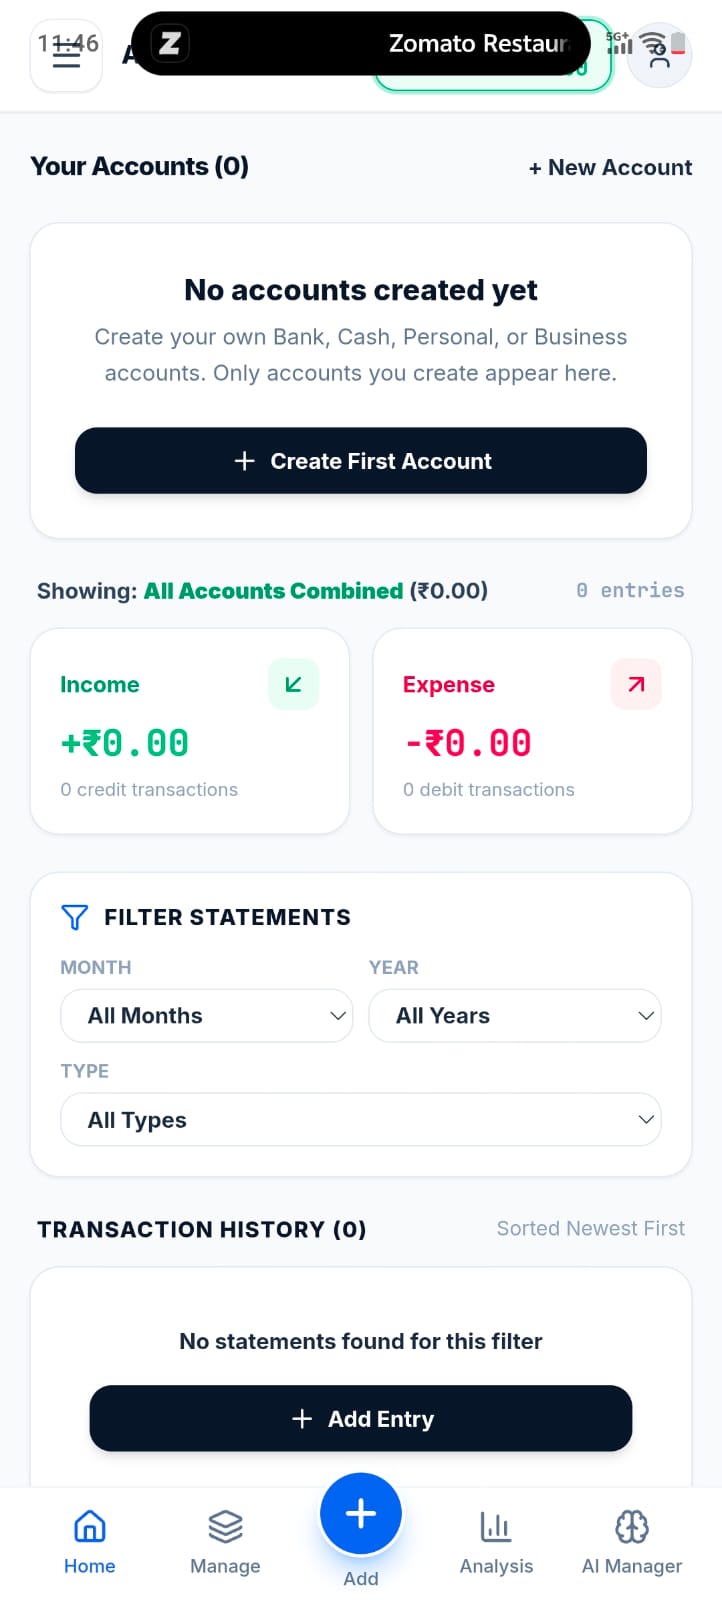 11:46
Z
Zomato Restaur
5G+
Your Accounts (0)
+ New Account
No accounts created yet
Create your own Bank, Cash, Personal, or Business
accounts. Only accounts you create appear here.
+ Create First Account
Showing: All Accounts Combined (₹0.00)
0 entries
Income
Expense
+₹0.00
-₹0.00
0 credit transactions
0 debit transactions
FILTER STATEMENTS
MONTH
YEAR
All Months
All Years
TYPE
All Types
TRANSACTION HISTORY (0)
Sorted Newest First
No statements found for this filter
+ Add Entry
Home
Manage
Add
Analysis
AI Manager